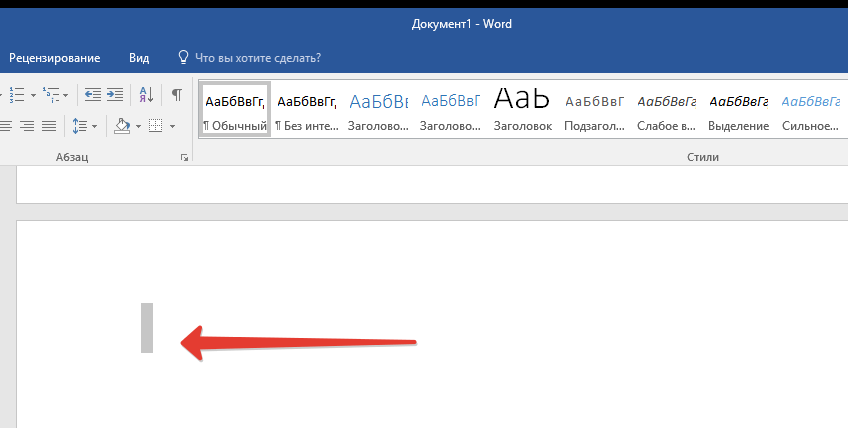 Документ1 - Word
Рецензирование Вид Что вы хотите сделать?
АаБбВвГг, АаБбВвГг, АаБбВı АаБбВвГ АаЬ АаБбВвГ АаБбВвГг АаБбВвГг АаБбВвГг
¶ Обычный ¶ Без инте... Заголово... Заголово... Заголовок Подзагол... Слабое в... Выделение Сильное...
Абзац Стили